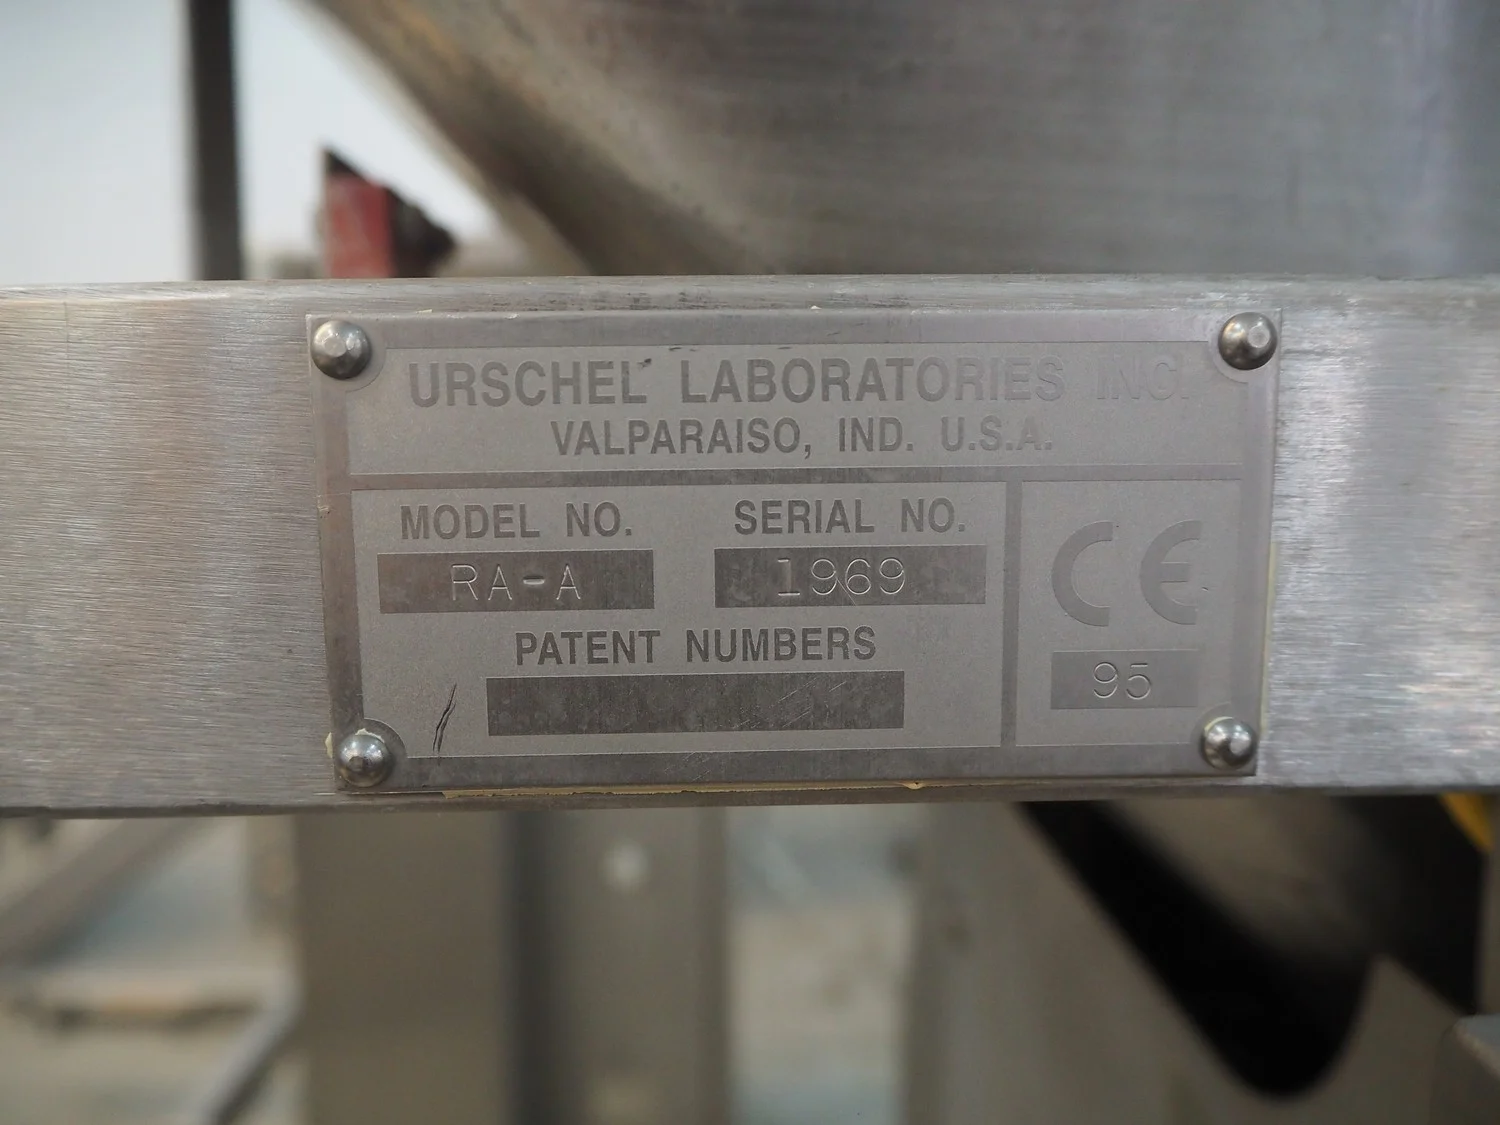 URSCHEL LABORATORIES INC.
VALPARAISO, IND. U.S.A.
MODEL NO. SERIAL NO.
RA-A 1969
PATENT NUMBERS
CE
95